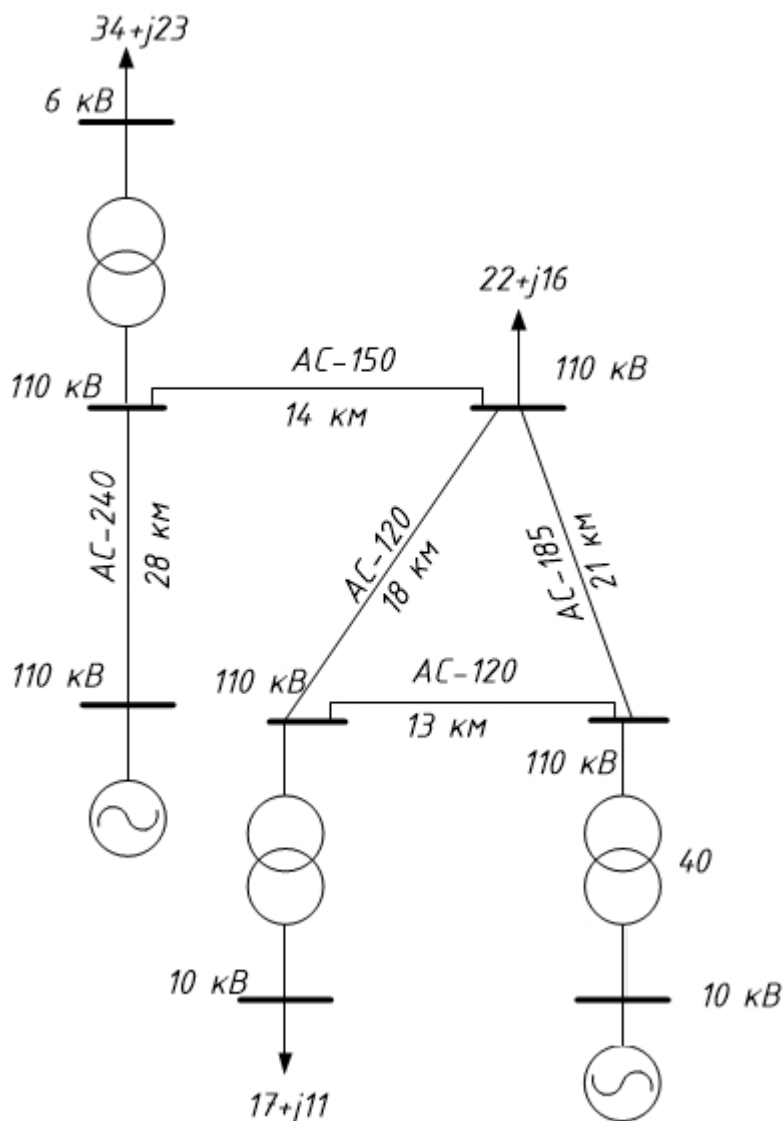 34+j23
6 кВ
22+j16
АС-150
110 кВ
110 кВ
14 км
АС-240
28 км
АС-120
18 км
АС-185
21 км
110 кВ
110 кВ
АС-120
13 км
110 кВ
40
10 кВ
10 кВ
17+j11